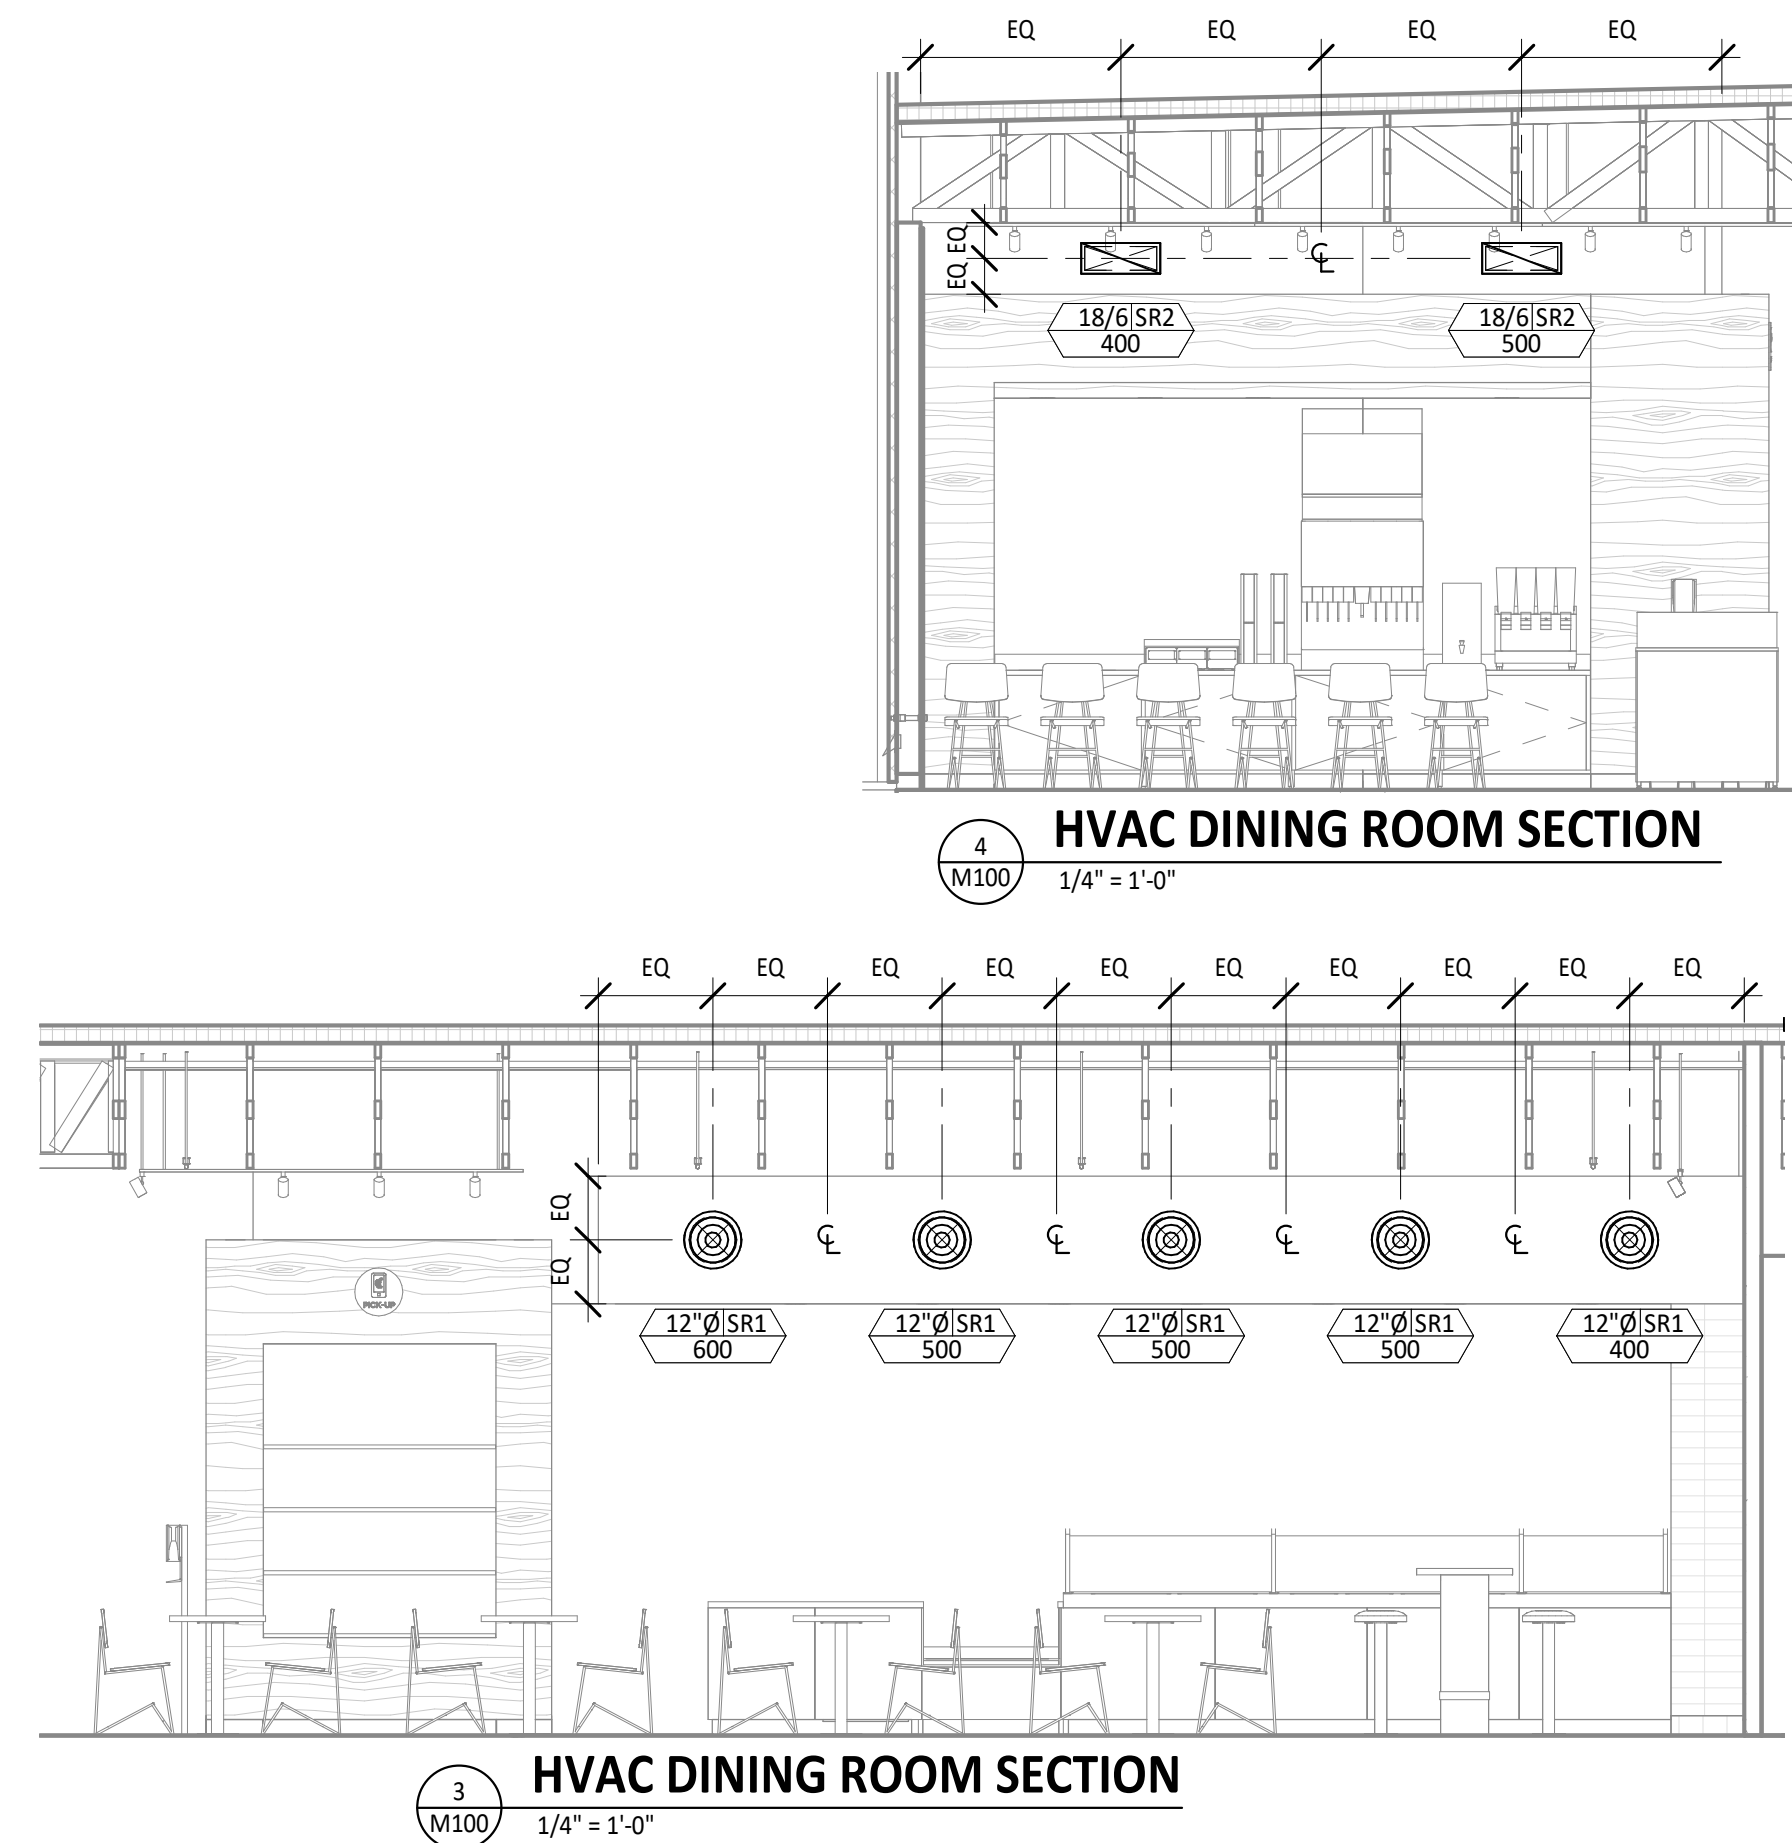 EQ EQ EQ EQ
EQ
EQ
℄
18/6 SR2
400
18/6 SR2
500
4
M100
HVAC DINING ROOM SECTION
1/4" = 1'-0"
EQ EQ EQ EQ EQ EQ EQ EQ EQ EQ
EQ
EQ
℄ ℄ ℄ ℄
PICK-UP
12"Ø SR1
600
12"Ø SR1
500
12"Ø SR1
500
12"Ø SR1
500
12"Ø SR1
400
3
M100
HVAC DINING ROOM SECTION
1/4" = 1'-0"